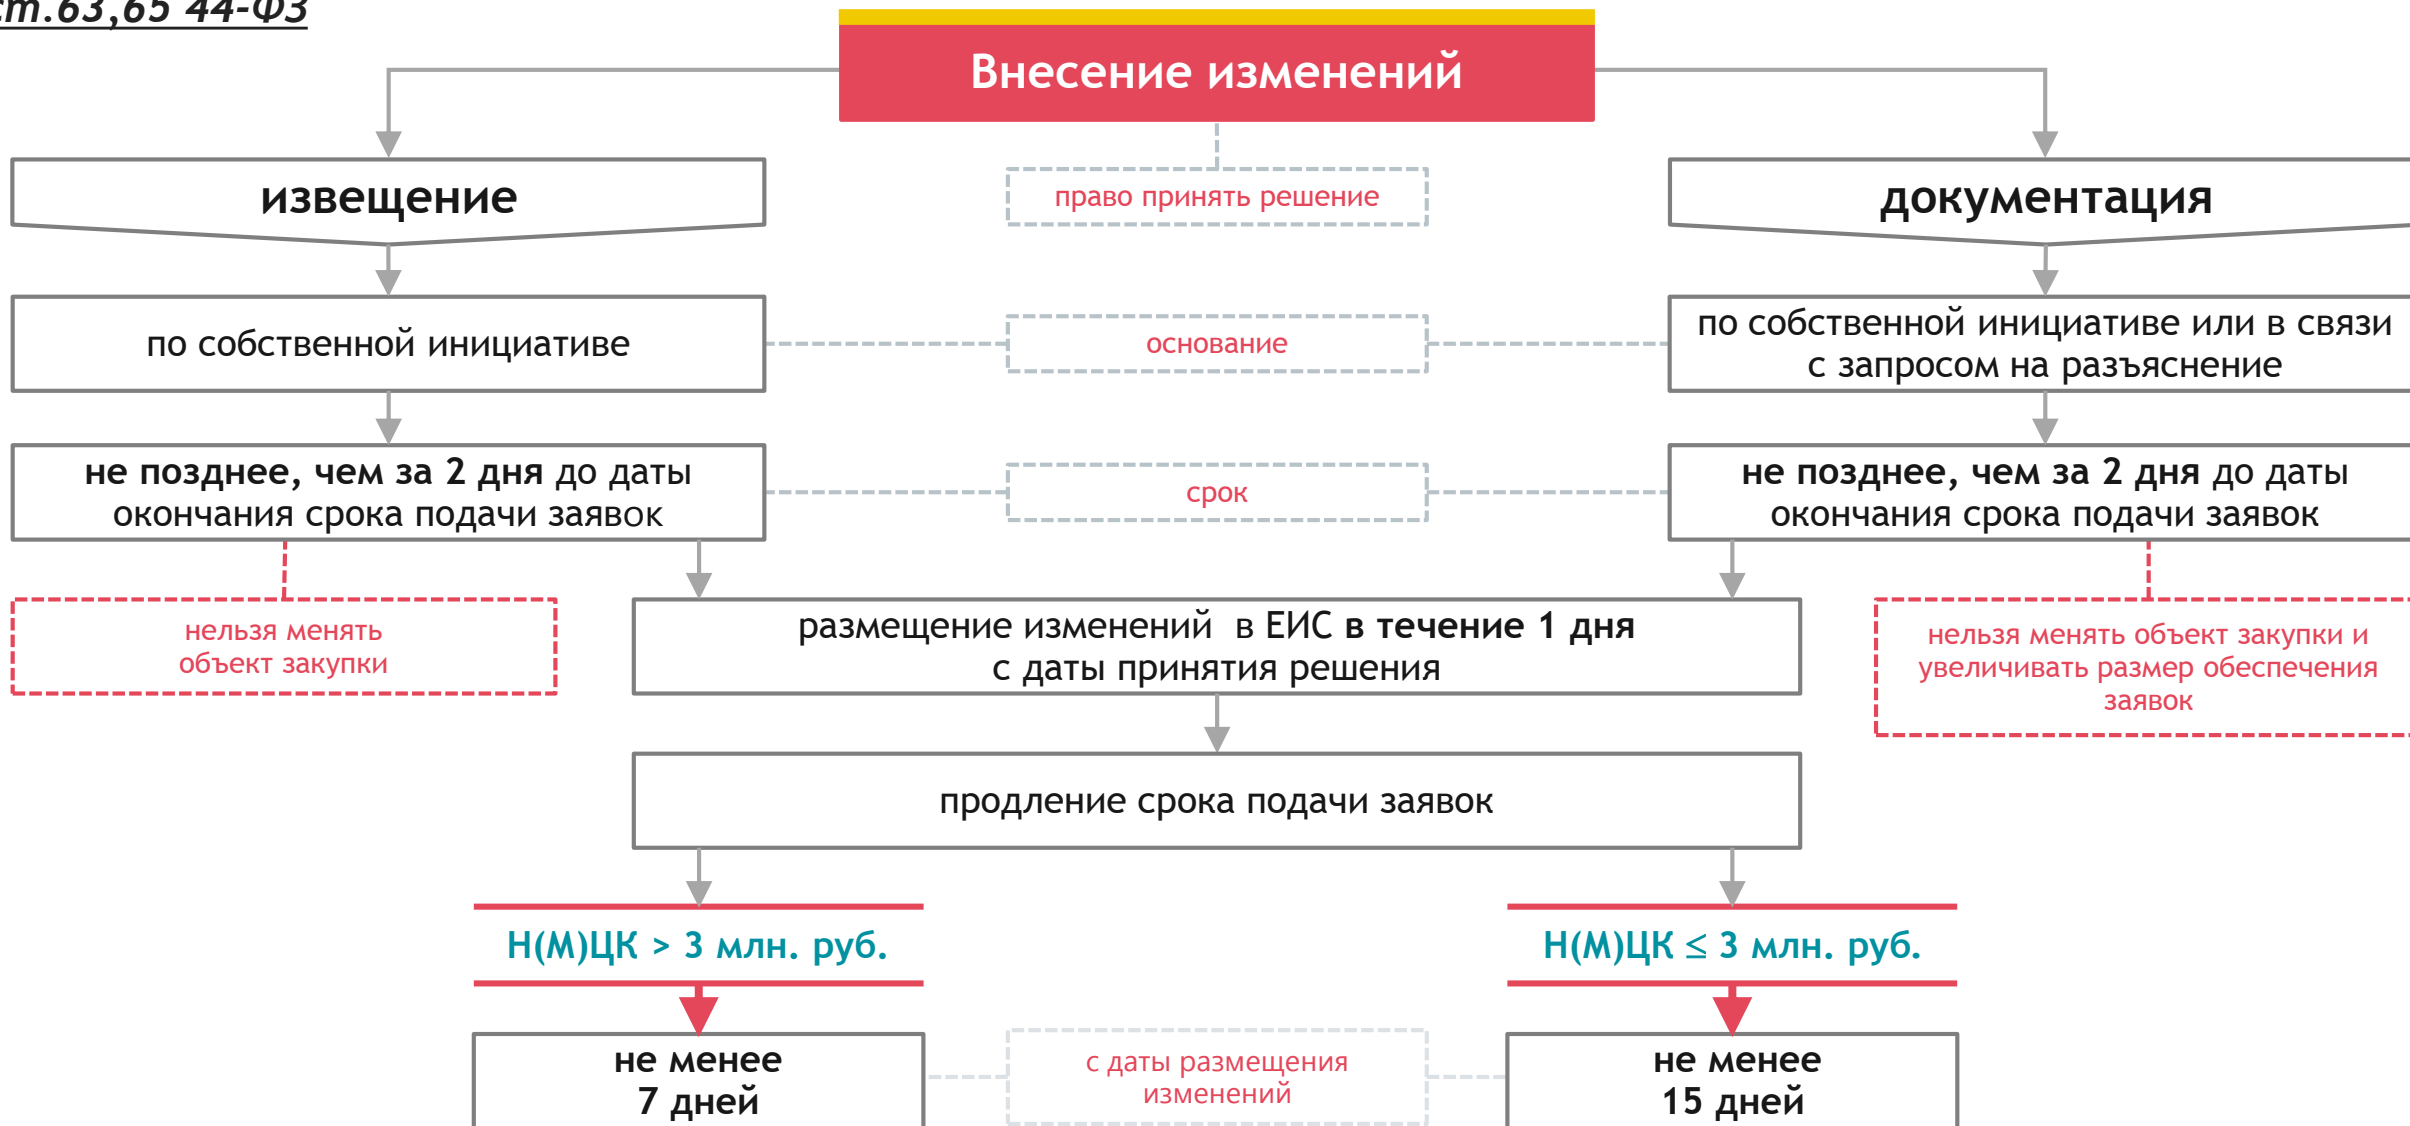 ст.63,65 44-ФЗ
Внесение изменений
извещение
право принять решение
документация
по собственной инициативе
основание
по собственной инициативе или в связи
с запросом на разъяснение
не позднее, чем за 2 дня до даты
окончания срока подачи заявок
срок
не позднее, чем за 2 дня до даты
окончания срока подачи заявок
нельзя менять
объект закупки
размещение изменений в ЕИС в течение 1 дня
с даты принятия решения
нельзя менять объект закупки и
увеличивать размер обеспечения
заявок
продление срока подачи заявок
Н(М)ЦК > 3 млн. руб.
Н(М)ЦК ≤ 3 млн. руб.
не менее
7 дней
с даты размещения
изменений
не менее
15 дней